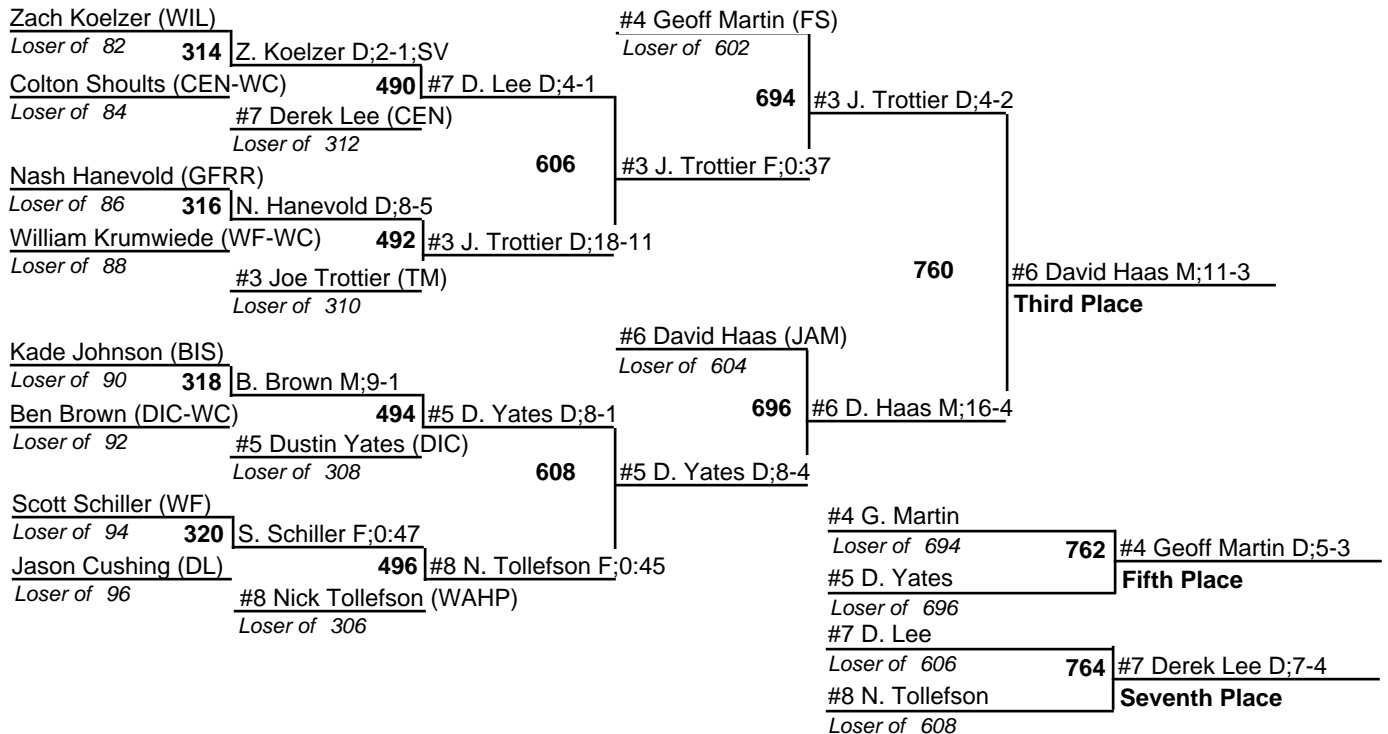 Zach Koelzer (WIL)
Loser of 82
314
Z. Koelzer D;2-1;SV
Colton Shoults (CEN-WC)
Loser of 84
490
#7 D. Lee D;4-1
#7 Derek Lee (CEN)
Loser of 312
606
#3 J. Trottier F;0:37
Nash Hanevold (GFRR)
Loser of 86
316
N. Hanevold D;8-5
William Krumwiede (WF-WC)
Loser of 88
492
#3 J. Trottier D;18-11
#3 Joe Trottier (TM)
Loser of 310
#4 Geoff Martin (FS)
Loser of 602
694
#3 J. Trottier D;4-2
760
#6 David Haas M;11-3
Third Place
Kade Johnson (BIS)
Loser of 90
318
B. Brown M;9-1
Ben Brown (DIC-WC)
Loser of 92
494
#5 D. Yates D;8-1
#5 Dustin Yates (DIC)
Loser of 308
608
#5 D. Yates D;8-4
Scott Schiller (WF)
Loser of 94
320
S. Schiller F;0:47
Jason Cushing (DL)
Loser of 96
496
#8 N. Tollefson F;0:45
#8 Nick Tollefson (WAHP)
Loser of 306
#6 David Haas (JAM)
Loser of 604
696
#6 D. Haas M;16-4
#4 G. Martin
Loser of 694
762
#4 Geoff Martin D;5-3
Fifth Place
#5 D. Yates
Loser of 696
#7 D. Lee
Loser of 606
764
#7 Derek Lee D;7-4
Seventh Place
#8 N. Tollefson
Loser of 608